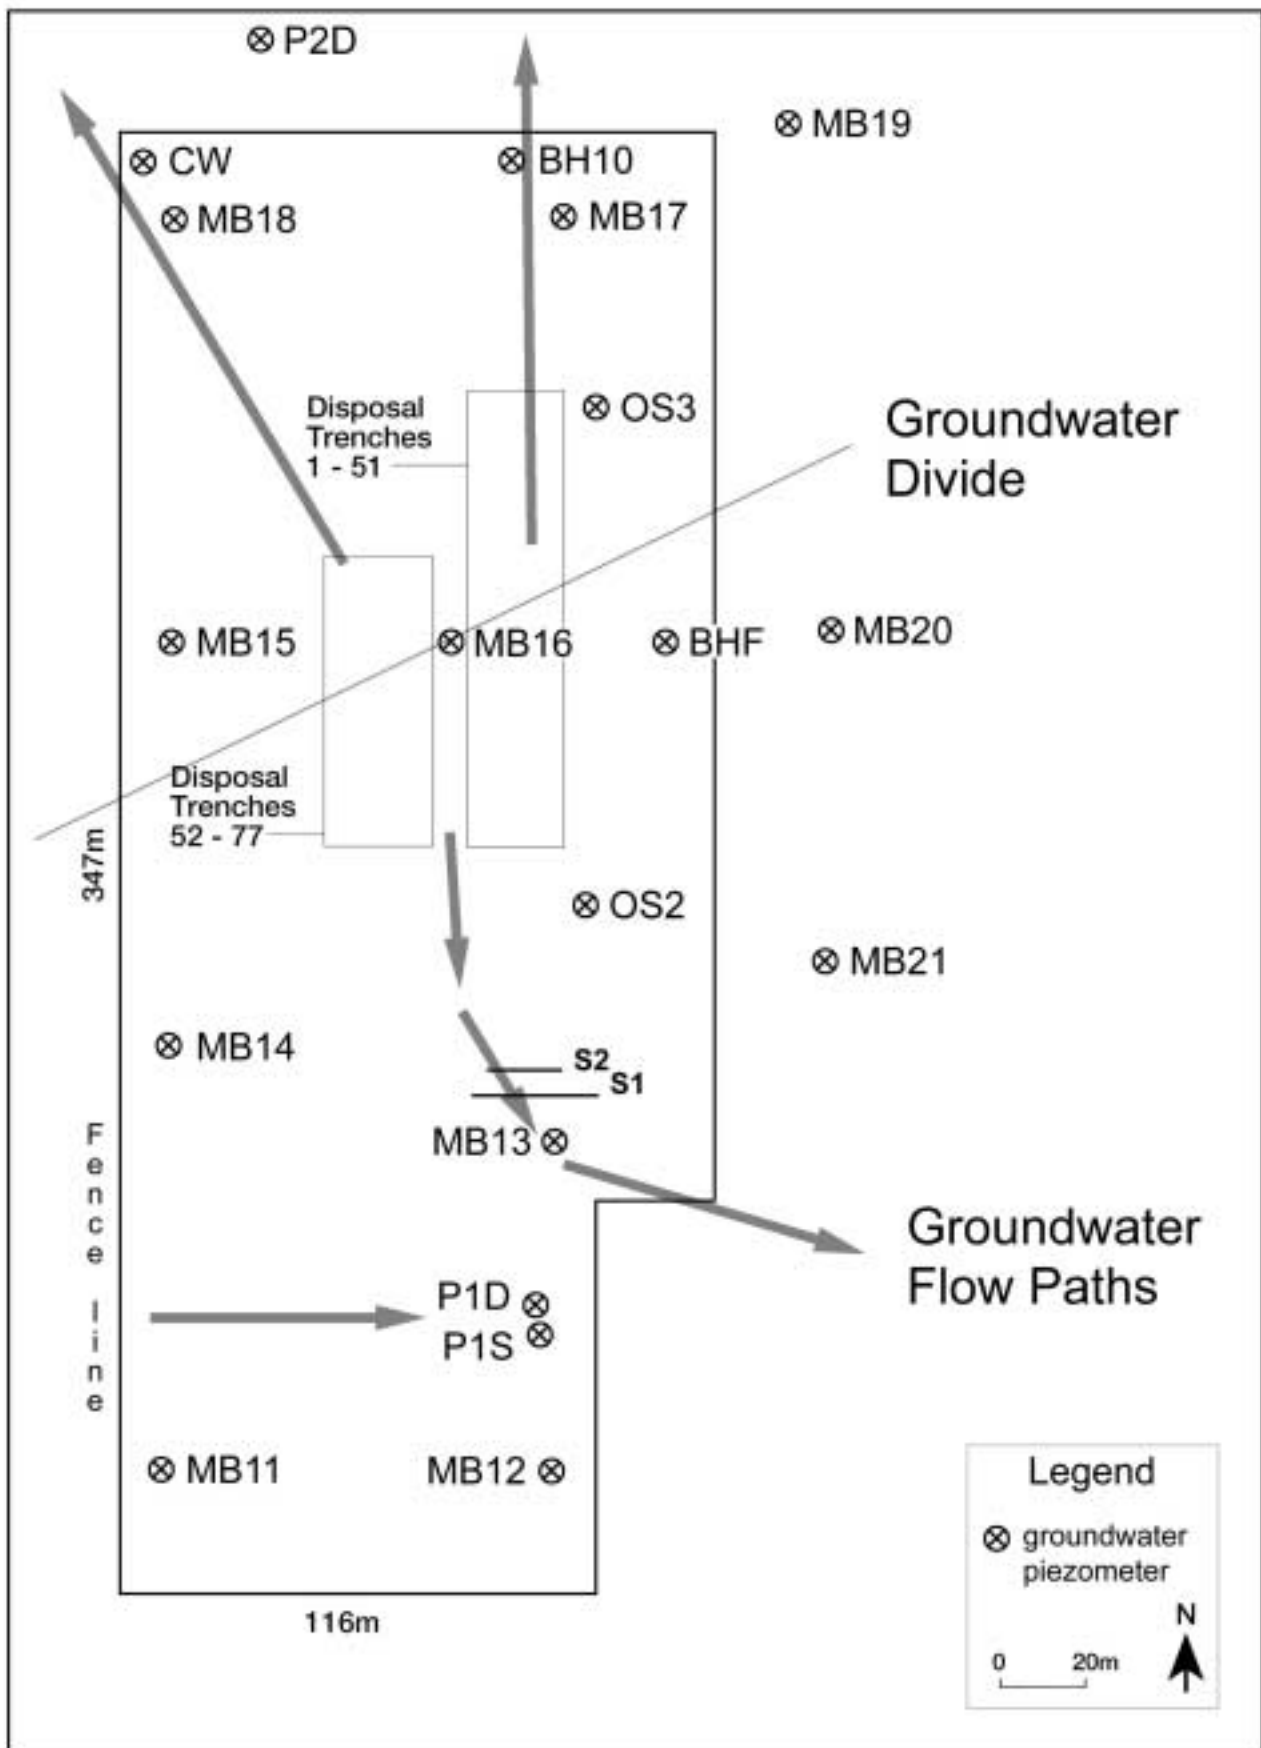 P2D
MB19
CW
BH10
MB18
MB17
Disposal
Trenches
1 - 51
OS3
Groundwater
Divide
MB15
MB16
BHF
MB20
Disposal
Trenches
52 - 77
347m
OS2
MB21
MB14
S2
S1
MB13
Fence line
Groundwater
Flow Paths
P1D
P1S
MB11
MB12
116m
Legend
groundwater
piezometer
N
0 20m